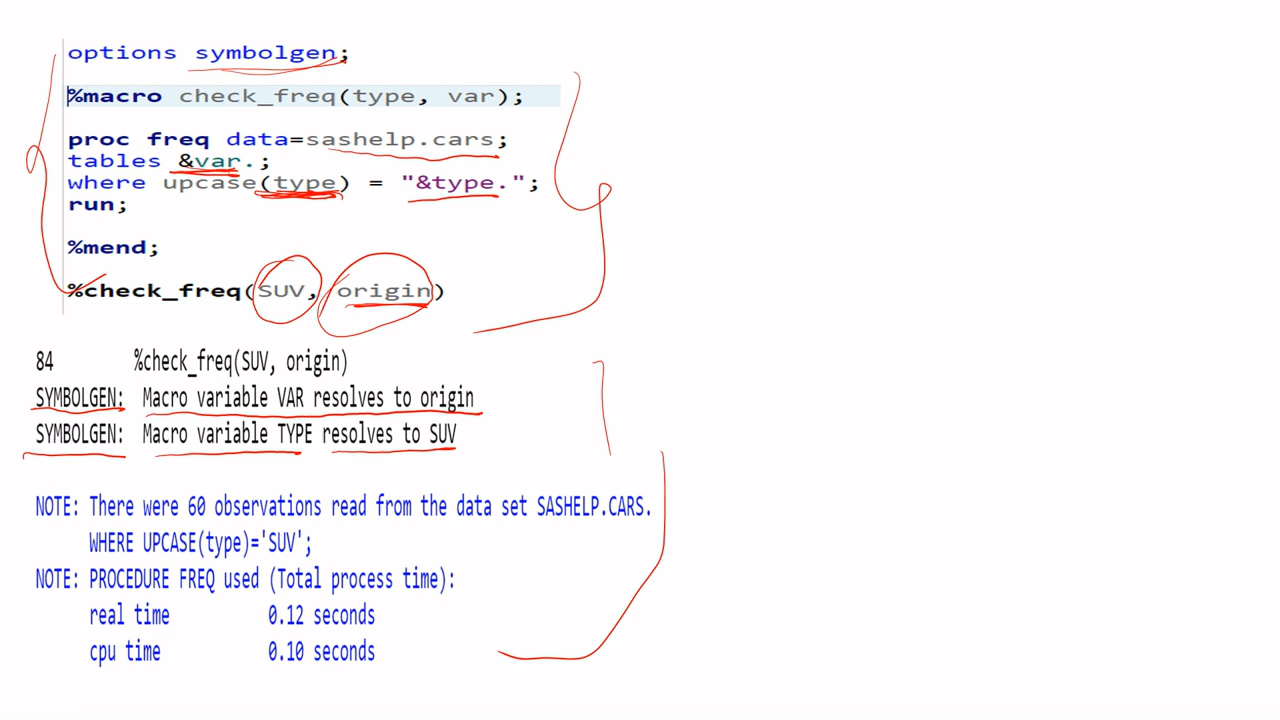 options symbolgen;
%macro check_freq(type, var);
proc freq data=sashelp.cars;
tables &var.;
where upcase(type) = "&type.";
run;
%mend;
%check_freq(SUV, origin)
84 %check_freq(SUV, origin)
SYMBOLGEN: Macro variable VAR resolves to origin
SYMBOLGEN: Macro variable TYPE resolves to SUV
NOTE: There were 60 observations read from the data set SASHELP.CARS.
WHERE UPCASE(type)='SUV';
NOTE: PROCEDURE FREQ used (Total process time):
real time 0.12 seconds
cpu time 0.10 seconds